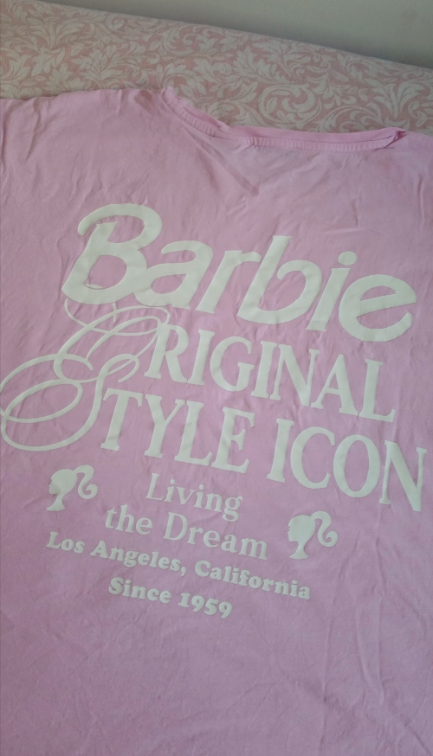 Barbie
ORIGINAL
STYLE ICON
Living
the Dream
Los Angeles, California
Since 1959